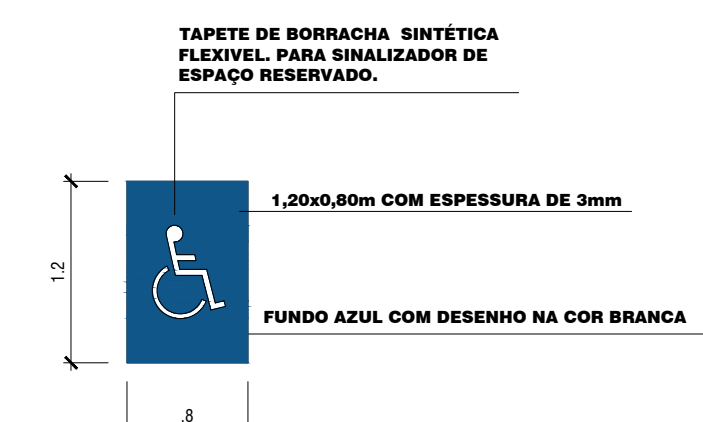 TAPETE DE BORRACHA SINTÉTICA
FLEXIVEL. PARA SINALIZADOR DE
ESPAÇO RESERVADO.
1,20x0,80m COM ESPESSURA DE 3mm
1.2
FUNDO AZUL COM DESENHO NA COR BRANCA
.8